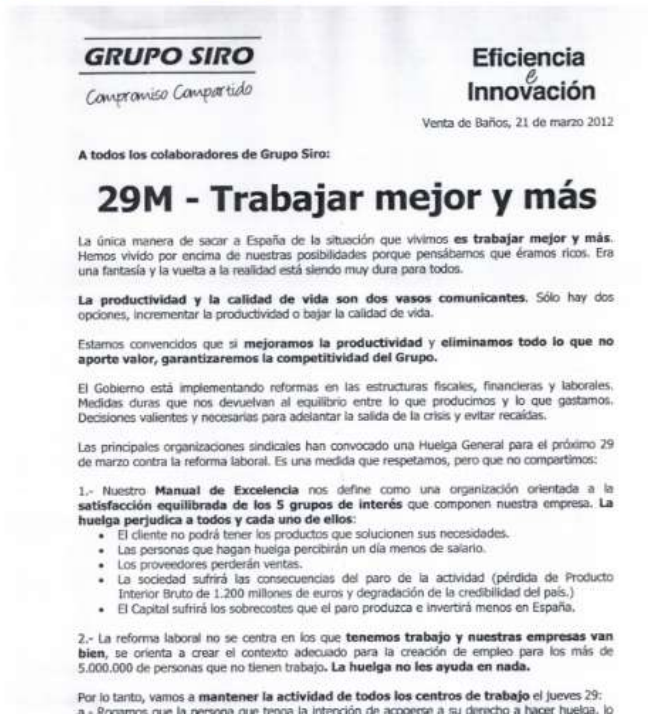 GRUPO SIRO
Compromiso Compartido
Eficiencia
e
Innovación
Venta de Baños, 21 de marzo 2012
A todos los colaboradores de Grupo Siro:
29M - Trabajar mejor y más
La única manera de sacar a España de la situación que vivimos es trabajar mejor y más.
Hemos vivido por encima de nuestras posibilidades porque pensábamos que éramos ricos. Era
una fantasía y la vuelta a la realidad está siendo muy dura para todos.
La productividad y la calidad de vida son dos vasos comunicantes. Sólo hay dos
opciones, incrementar la productividad o bajar la calidad de vida.
Estamos convencidos que si mejoramos la productividad y eliminamos todo lo que no
aporte valor, garantizaremos la competitividad del Grupo.
El Gobierno está implementando reformas en las estructuras fiscales, financieras y laborales.
Medidas duras que nos devuelvan al equilibrio entre lo que producimos y lo que gastamos.
Decisiones valientes y necesarias para adelantar la salida de la crisis y evitar recaídas.
Las principales organizaciones sindicales han convocado una Huelga General para el próximo 29
de marzo contra la reforma laboral. Es una medida que respetamos, pero que no compartimos:
1.- Nuestro Manual de Excelencia nos define como una organización orientada a la
satisfacción equilibrada de los 5 grupos de interés que componen nuestra empresa. La
huelga perjudica a todos y cada uno de ellos:
• El cliente no podrá tener los productos que solucionen sus necesidades.
• Las personas que hagan huelga percibirán un día menos de salario.
• Los proveedores perderán ventas.
• La sociedad sufrirá las consecuencias del paro de la actividad (pérdida de Producto
Interior Bruto de 1.200 millones de euros y degradación de la credibilidad del país.)
• El Capital sufrirá los sobrecostes que el paro produzca e invertirá menos en España.
2.- La reforma laboral no se centra en los que tenemos trabajo y nuestras empresas van
bien, se orienta a crear el contexto adecuado para la creación de empleo para los más de
5.000.000 de personas que no tienen trabajo. La huelga no les ayuda en nada.
Por lo tanto, vamos a mantener la actividad de todos los centros de trabajo el jueves 29:
a.- Rogamos que la persona que tenga la intención de acogerse a su derecho a hacer huelga, lo